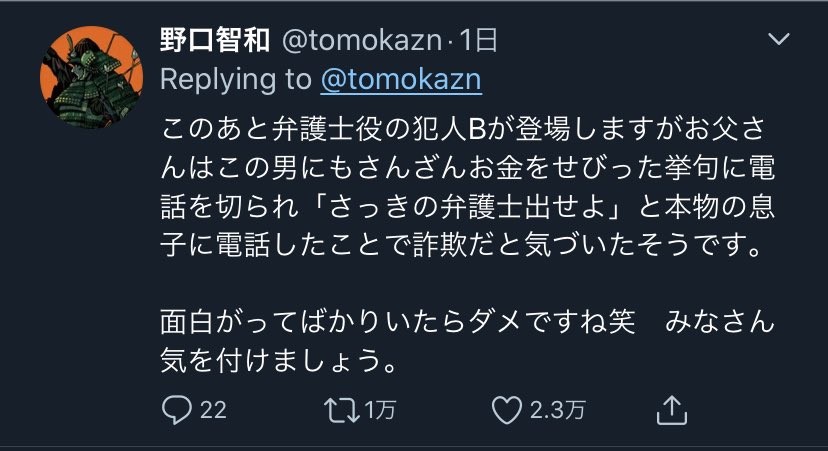 野口智和 @tomokazn · 1日
Replying to @tomokazn
このあと弁護士役の犯人Bが登場しますがお父さ
んはこの男にもさんざんお金をせびった挙句に電
話を切られ「さっきの弁護士出せよ」と本物の息
子に電話したことで詐欺だと気づいたそうです。
面白がってばかりいたらダメですね笑　みなさん
気を付けましょう。
22 1万 2.3万